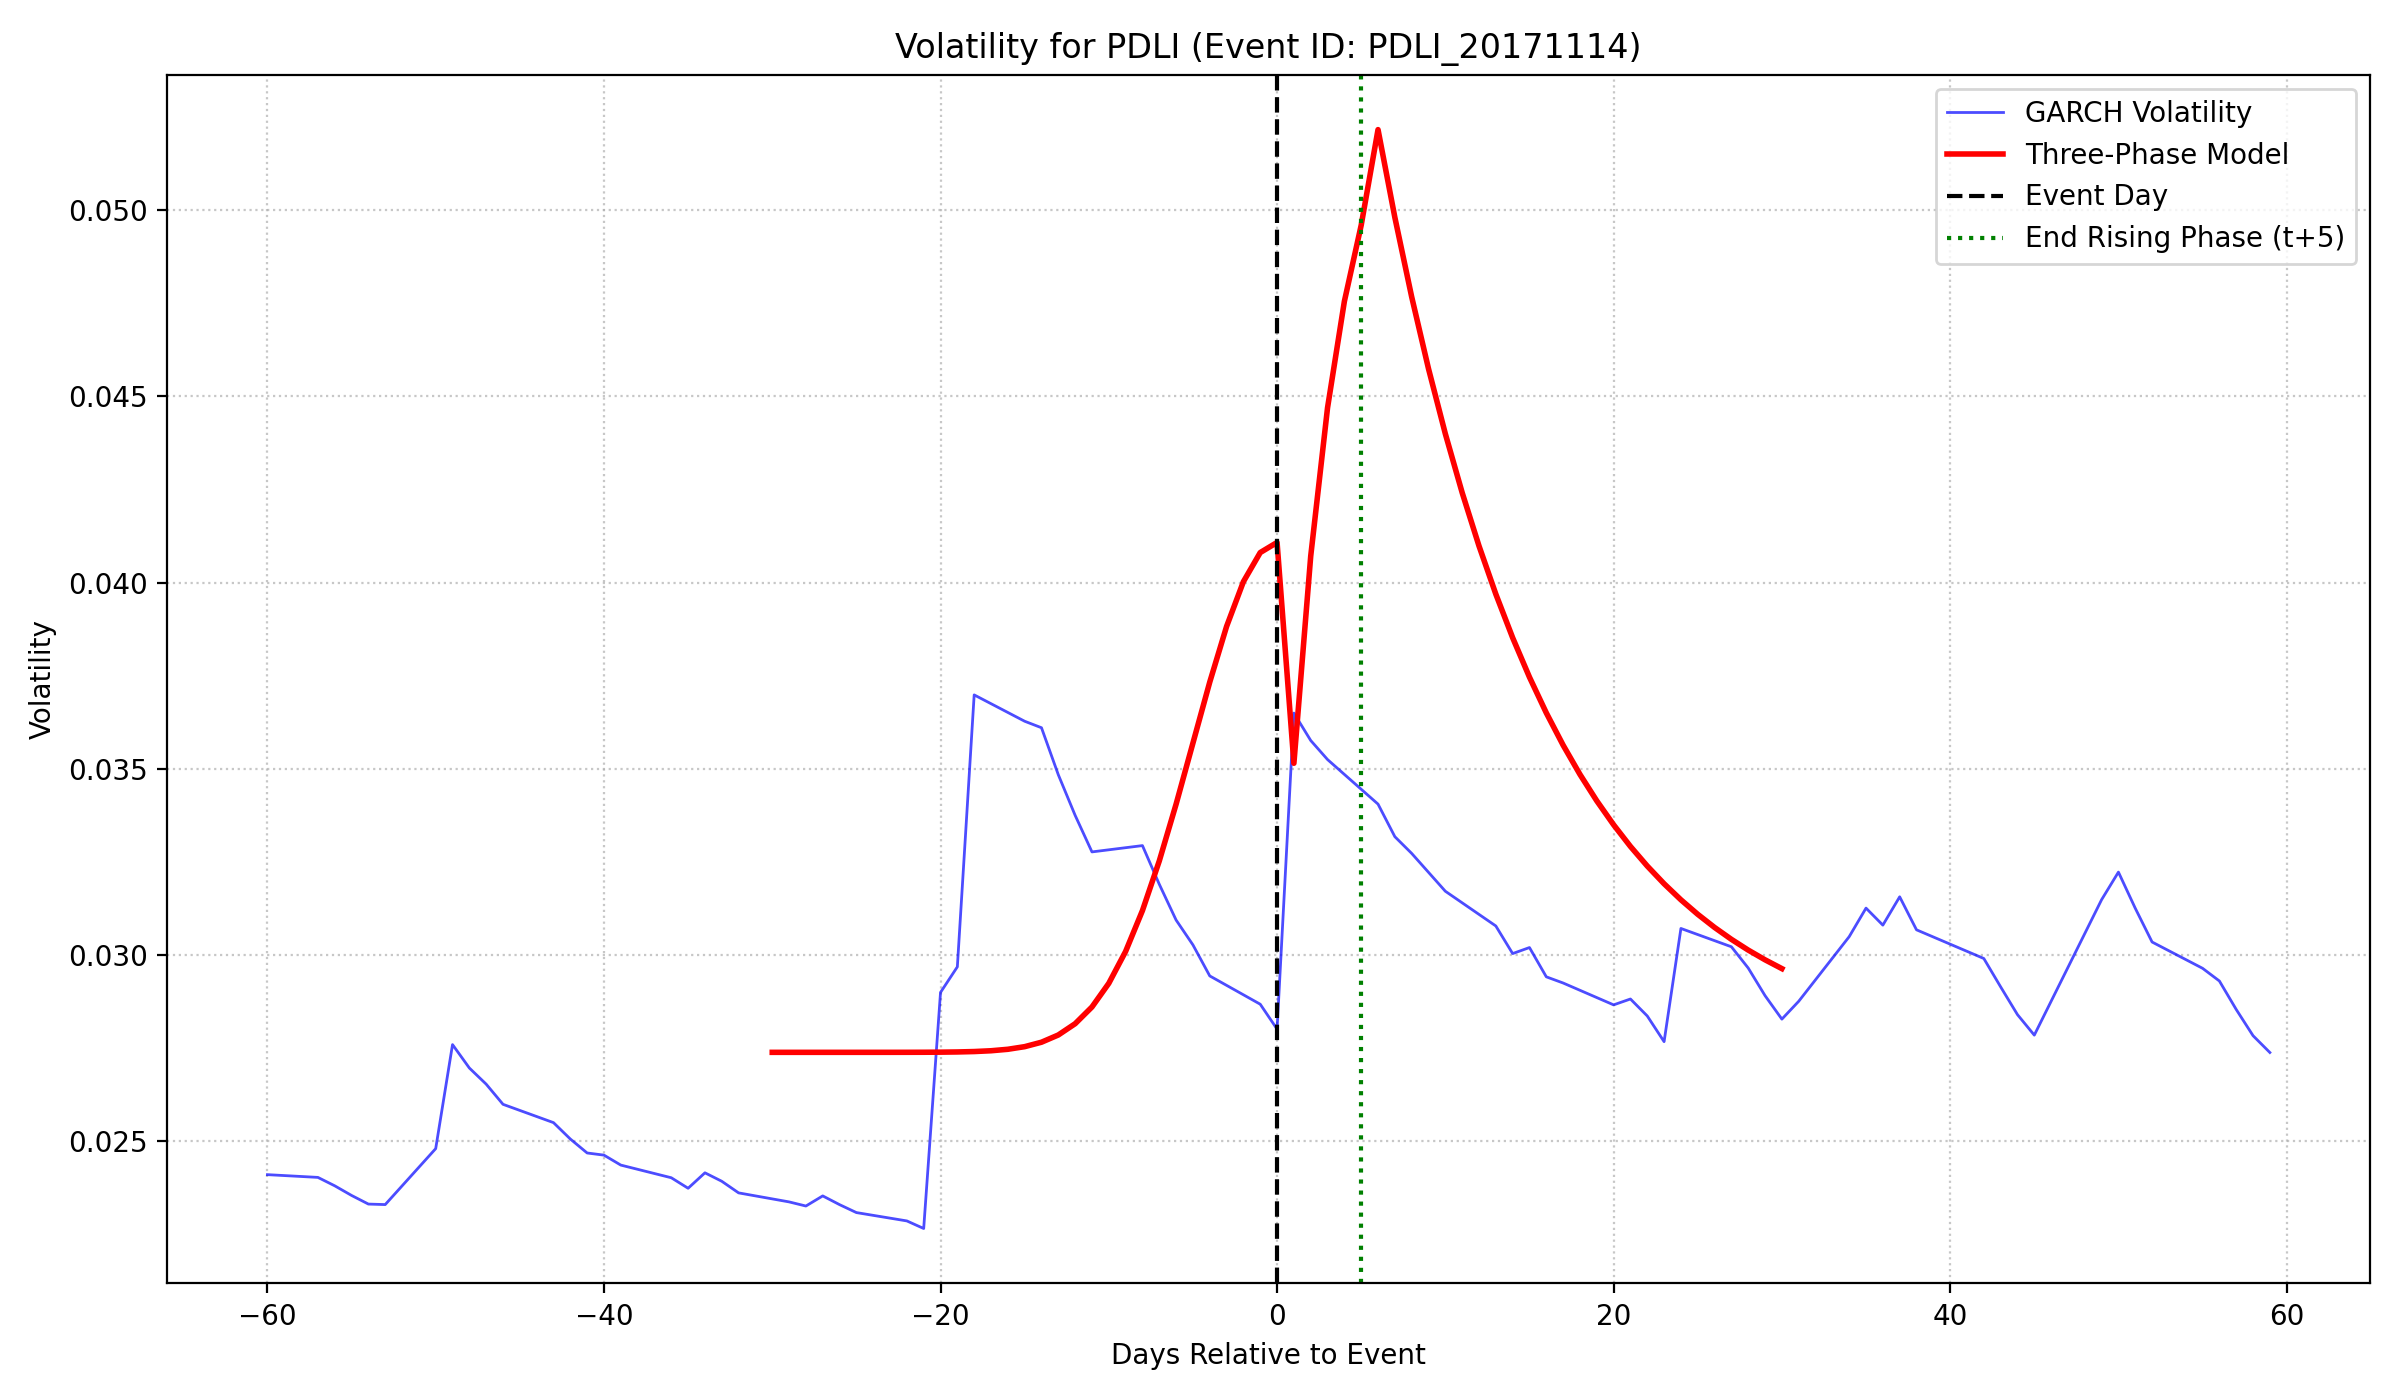 Volatility for PDLI (Event ID: PDLI_20171114)
GARCH Volatility
Three-Phase Model
Event Day
End Rising Phase (t+5)
Volatility
0.050
0.045
0.040
0.035
0.030
0.025
−60
−40
−20
0
20
40
60
Days Relative to Event